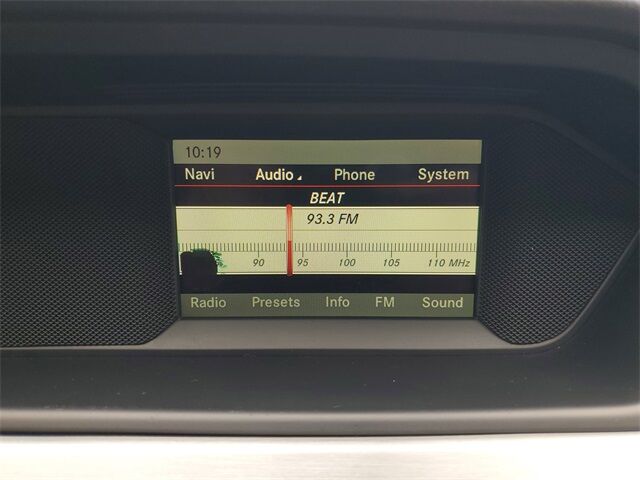 10:19
Navi Audio Phone System
BEAT
93.3 FM
90 95 100 105 110 MHz
Radio Presets Info FM Sound